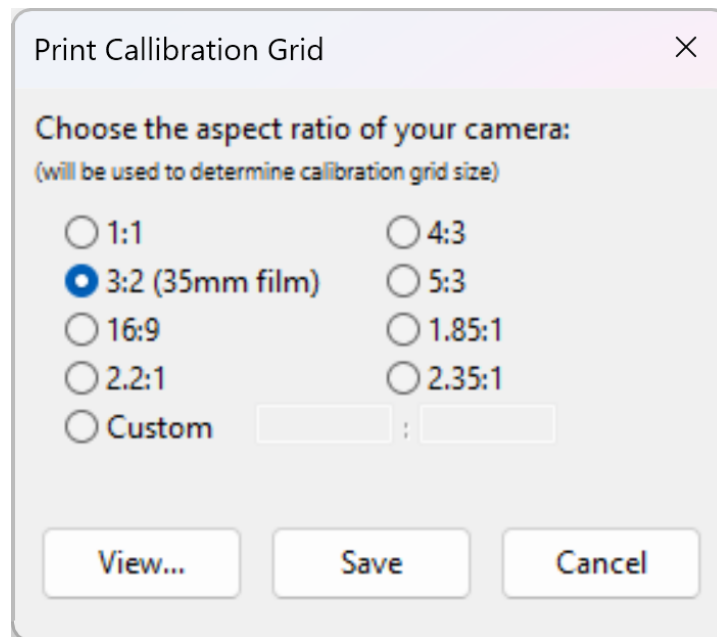 Print Callibration Grid
Choose the aspect ratio of your camera:
(will be used to determine calibration grid size)
1:1 4:3
3:2 (35mm film) 5:3
16:9 1.85:1
2.2:1 2.35:1
Custom :
View... Save Cancel